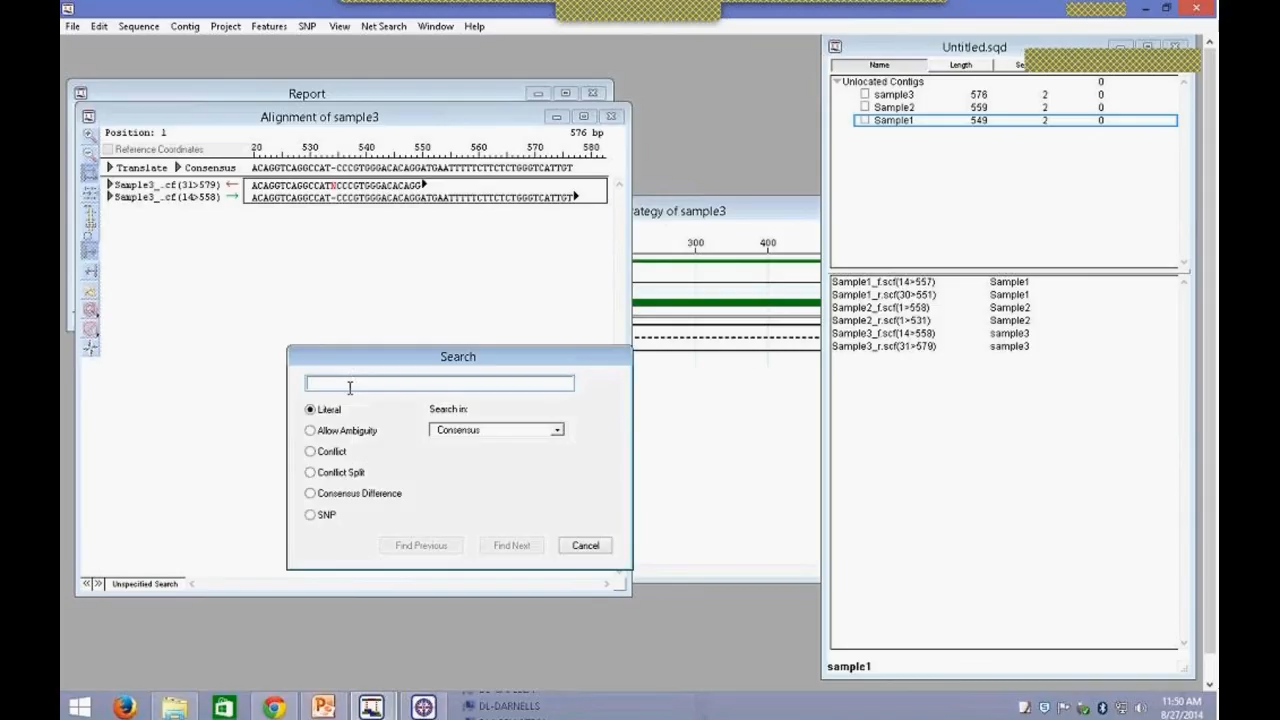 File Edit Sequence Contig Project Features SNP View Net Search Window Help
Untitled.sqd
Name Length Se
Unlocated Contigs 0
sample3 576 2 0
Sample2 559 2 0
Sample1 549 2 0
Report
Alignment of sample3
Position: 1 576 bp
Reference Coordinates 20 530 540 550 560 570 580
Translate Consensus ACAGGTCAGGCCAT-CCCGTGGGACACAGGATGAATTTTTCTTCTCTGGGTCATTGT
Sample3_.cf(31>579) ACAGGTCAGGCCATNCCCGTGGGACACAGG
Sample3_.cf(14>558) ACAGGTCAGGCCAT-CCCGTGGGACACAGGATGAATTTTTCTTCTCTGGGTCATTGT
ategy of sample3
300 400
Sample1_f.scf(14>557) Sample1
Sample1_r.scf(30>551) Sample1
Sample2_f.scf(1>558) Sample2
Sample2_r.scf(1>531) Sample2
Sample3_f.scf(14>558) sample3
Sample3_r.scf(31>579) sample3
Search
Literal
Search in:
Allow Ambiguity
Consensus
Conflict
Conflict Split
Consensus Difference
SNP
Find Previous Find Next Cancel
Unspecified Search
sample1
DL-DARNELLS
11:50 AM
8/27/2014